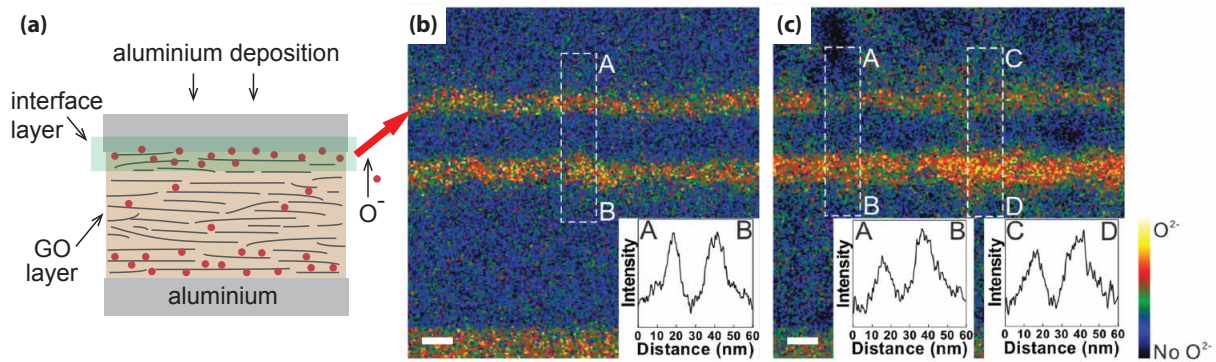 (a)
aluminium deposition
interface
layer
O-
GO
layer
aluminium
(b)
A
B
A B
Intensity
0 10 20 30 40 50 60
Distance (nm)
(c)
A
B
C
D
A B
Intensity
0 10 20 30 40 50 60
Distance (nm)
C D
Intensity
0 10 20 30 40 50 60
Distance (nm)
O²⁻
No O²⁻